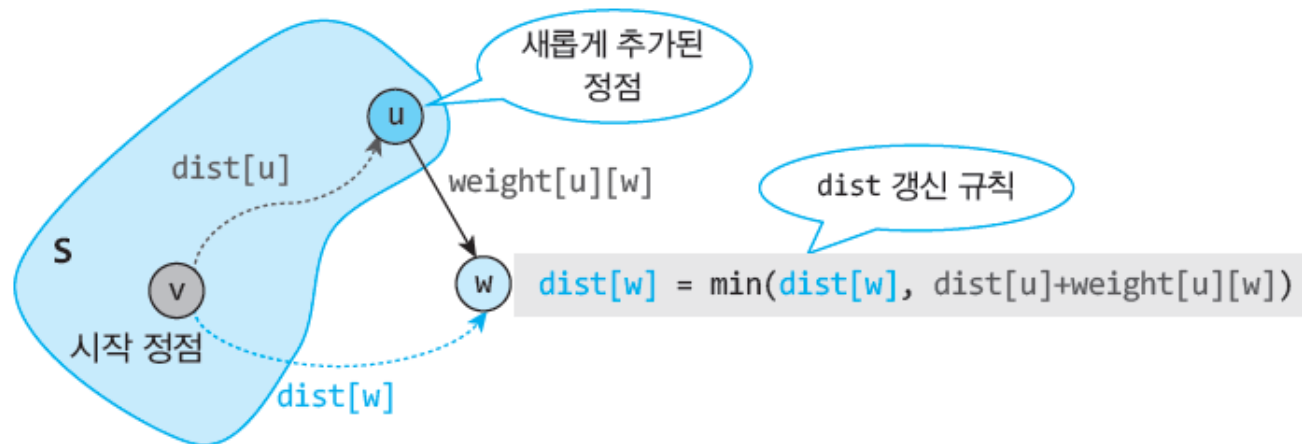 새롭게 추가된
정점
u
dist[u]
weight[u][w]
dist 갱신 규칙
S
v
w
dist[w] = min(dist[w], dist[u]+weight[u][w])
시작 정점
dist[w]